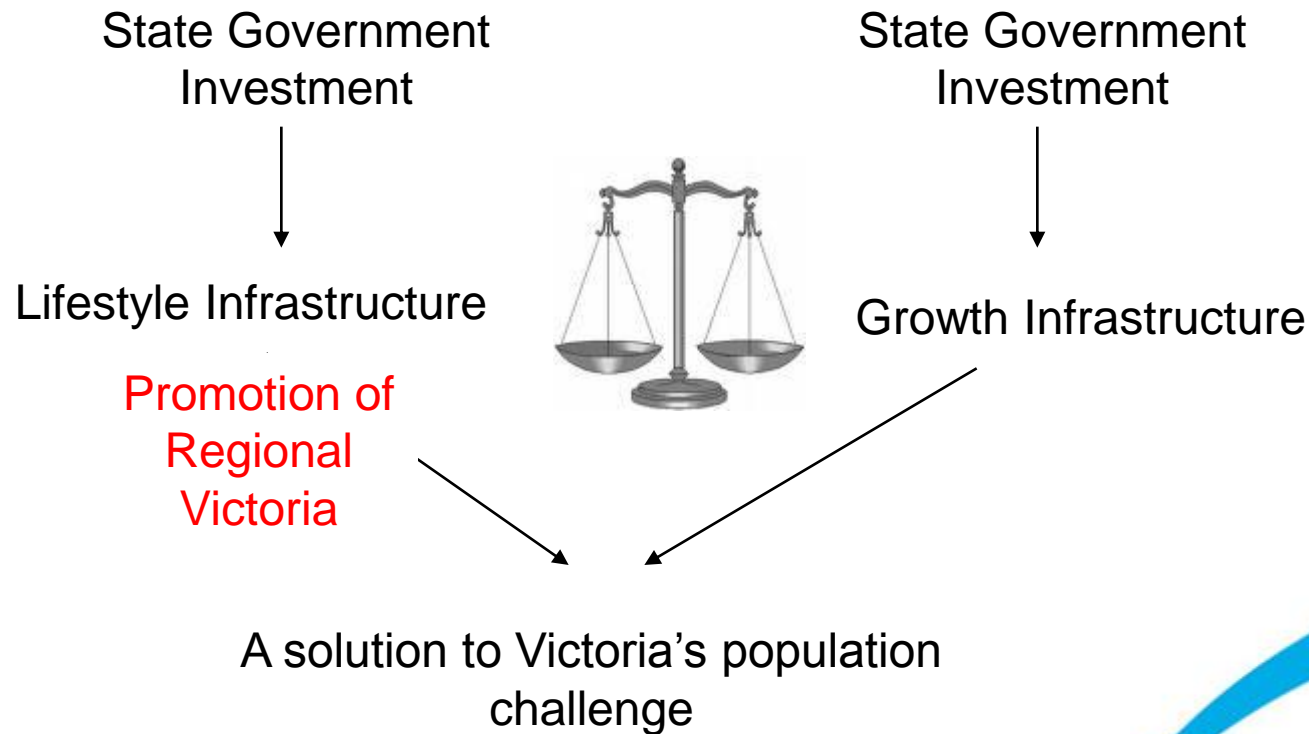 State Government
Investment
State Government
Investment
Lifestyle Infrastructure
Growth Infrastructure
Promotion of
Regional
Victoria
A solution to Victoria’s population
challenge